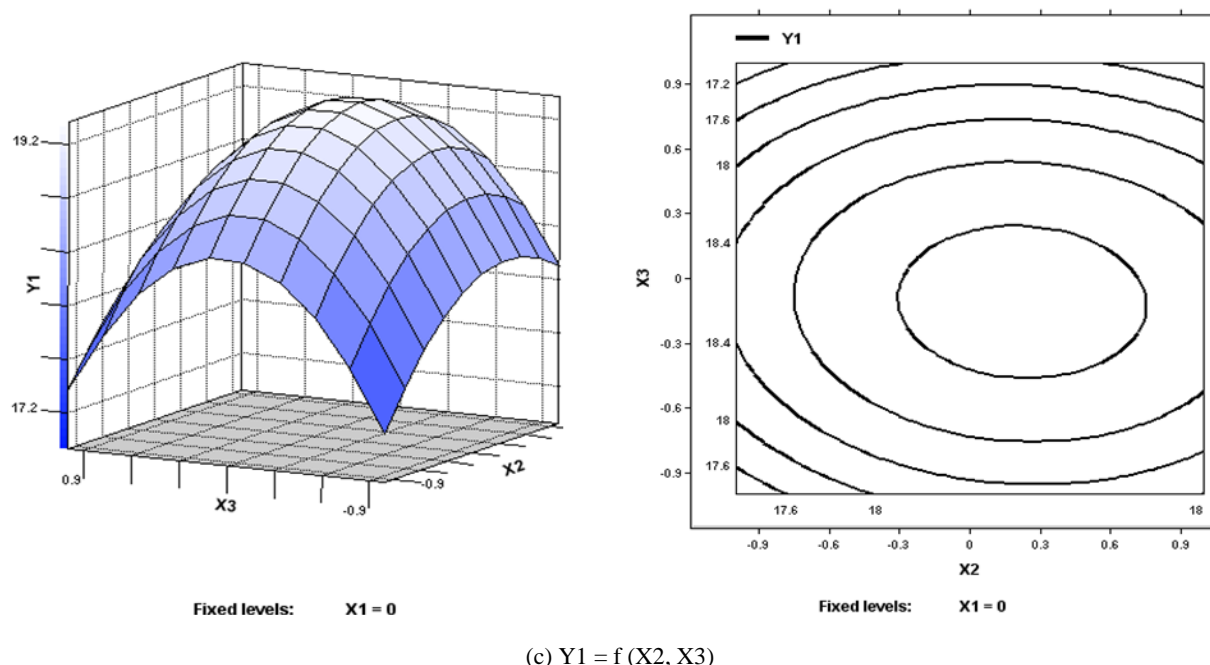 19.2
Y1
17.2
0.9
X3
-0.9
-0.9
X2
Fixed levels: X1 = 0
Y1
0.9
0.6
0.3
0
-0.3
-0.6
-0.9
X3
17.2
17.6
18
18.4
18.4
18
17.6
17.6 18 18
-0.9 -0.6 -0.3 0 0.3 0.6 0.9
X2
Fixed levels: X1 = 0
(c) Y1 = f (X2, X3)